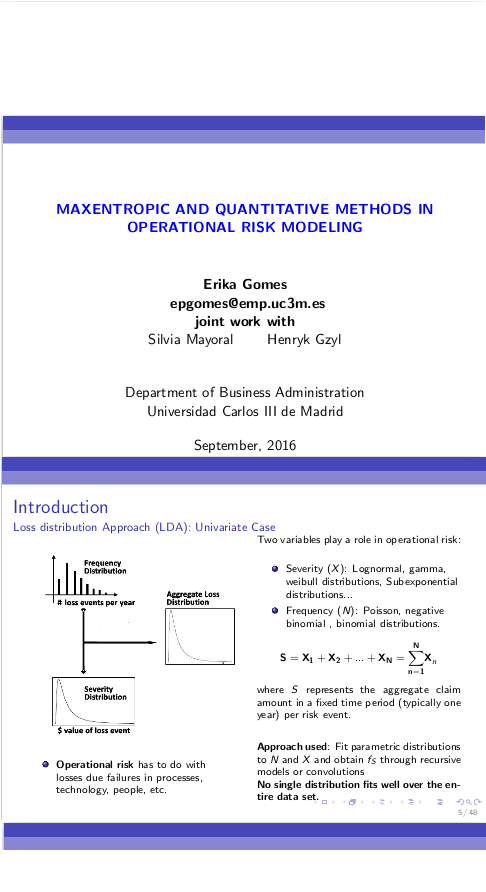 MAXENTROPIC AND QUANTITATIVE METHODS IN
OPERATIONAL RISK MODELING
Erika Gomes
epgomes@emp.uc3m.es
joint work with
Silvia Mayoral Henryk Gzyl
Department of Business Administration
Universidad Carlos III de Madrid
September, 2016
Introduction
Loss distribution Approach (LDA): Univariate Case
Frequency
Distribution
# loss events per year
Aggregate Loss
Distribution
Severity
Distribution
$ value of loss event
Operational risk has to do with
losses due failures in processes,
technology, people, etc.
Two variables play a role in operational risk:
Severity (X): Lognormal, gamma,
weibull distributions, Subexponential
distributions...
Frequency (N): Poisson, negative
binomial , binomial distributions.
S = X₁ + X₂ + ... + X_N = ∑_{n=1}^{N} X_n
where S represents the aggregate claim
amount in a fixed time period (typically one
year) per risk event.
Approach used: Fit parametric distributions
to N and X and obtain f_S through recursive
models or convolutions
No single distribution fits well over the en-
tire data set.
5 / 48